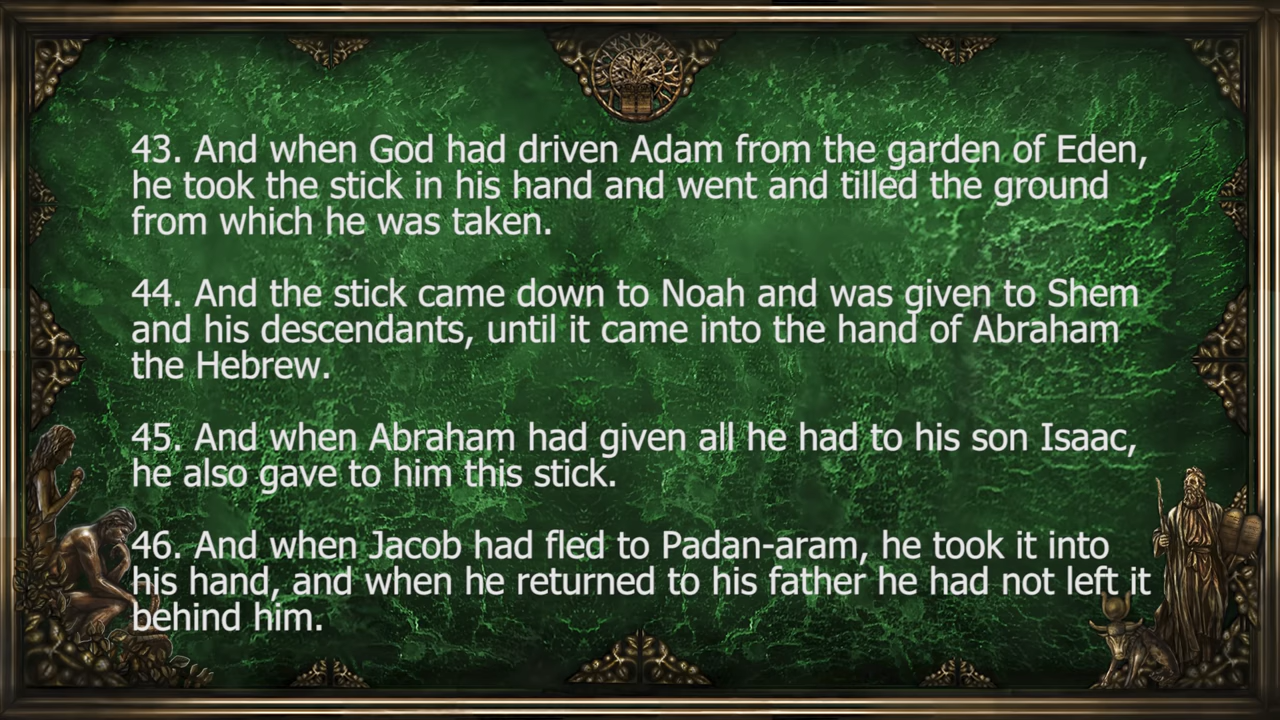 43. And when God had driven Adam from the garden of Eden,
he took the stick in his hand and went and tilled the ground
from which he was taken.
44. And the stick came down to Noah and was given to Shem
and his descendants, until it came into the hand of Abraham
the Hebrew.
45. And when Abraham had given all he had to his son Isaac,
he also gave to him this stick.
46. And when Jacob had fled to Padan-aram, he took it into
his hand, and when he returned to his father he had not left it
behind him.